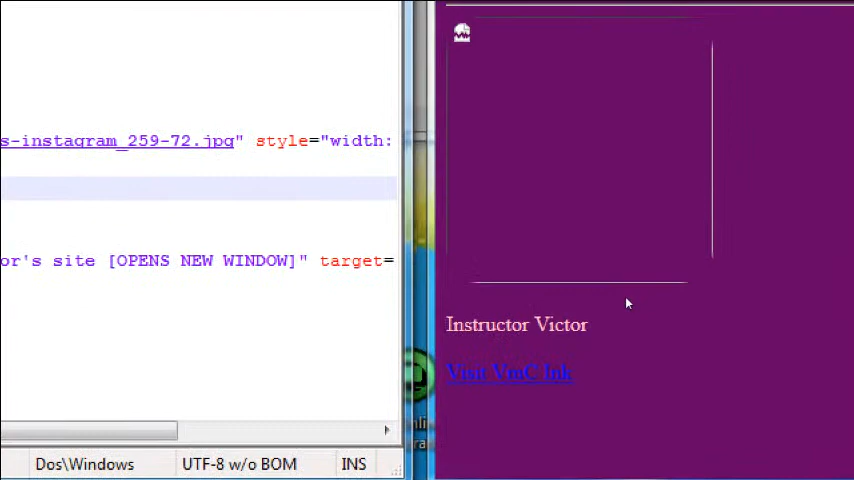 s-instagram_259-72.jpg" style="width:
or's site [OPENS NEW WINDOW]" target=
Dos\Windows UTF-8 w/o BOM INS
Instructor Victor
Visit VmC Ink